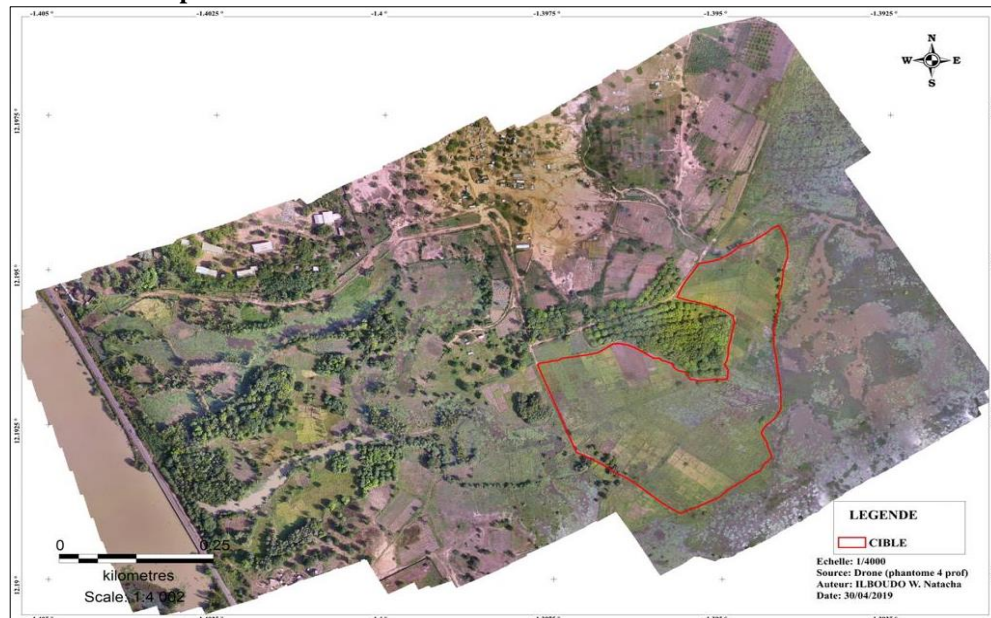 -1.405 -1.4025 -1.4 -1.3975 -1.395 -1.3925
N
W E
S
12.1975°
12.195°
12.1925°
12.19°
0 0.25
kilometres
Scale: 1:4 002
LEGENDE
CIBLE
Echelle: 1/4000
Source: Drone (phantome 4 prof)
Auteur: ILBOUDO W. Natacha
Date: 30/04/2019